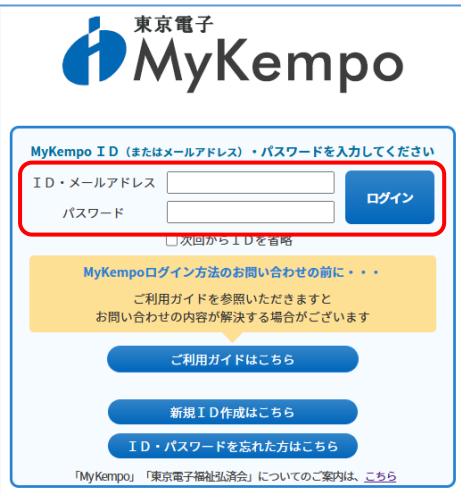 東京電子
MyKempo
MyKempo ＩＤ（またはメールアドレス）・パスワードを入力してください
ＩＤ・メールアドレス
ログイン
パスワード
次回からＩＤを省略
MyKempoログイン方法のお問い合わせの前に・・・
ご利用ガイドを参照いただきますと
お問い合わせの内容が解決する場合がございます
ご利用ガイドはこちら
新規ＩＤ作成はこちら
ＩＤ・パスワードを忘れた方はこちら
「MyKempo」「東京電子福祉弘済会」についてのご案内は、こちら